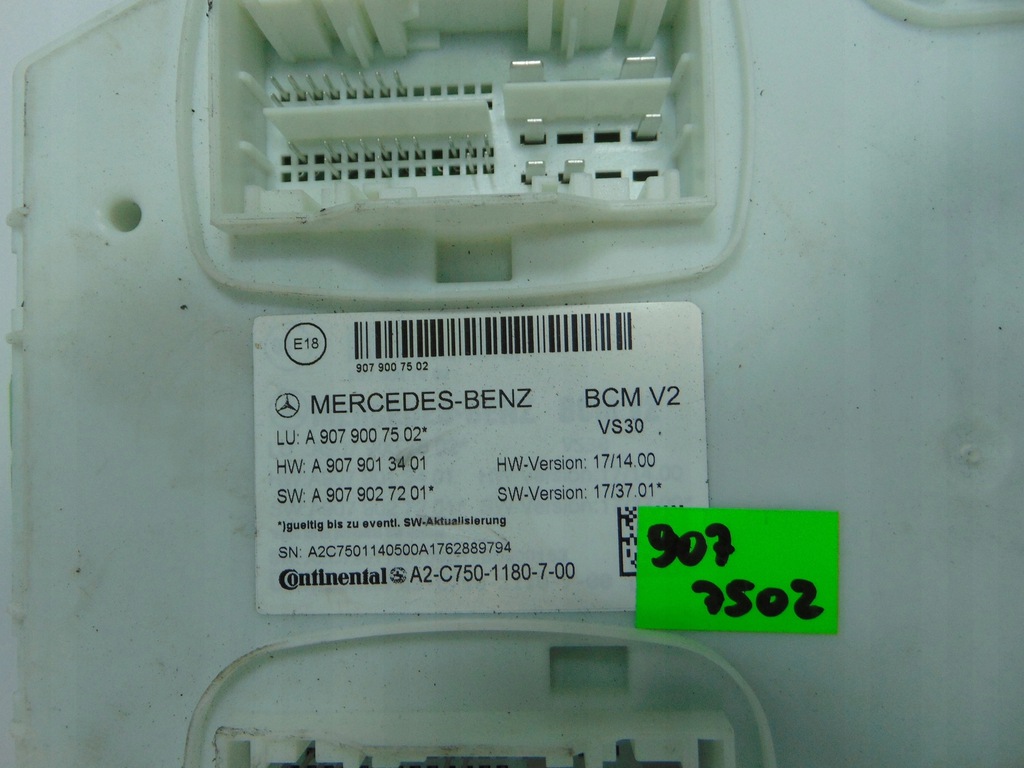 E18
907 900 75 02
MERCEDES-BENZ BCM V2
VS30
LU: A 907 900 75 02*
HW: A 907 901 34 01 HW-Version: 17/14.00
SW: A 907 902 72 01* SW-Version: 17/37.01*
*)gueltig bis zu eventl. SW-Aktualisierung
SN: A2C7501140500A1762889794
Continental A2-C750-1180-7-00
907
7502